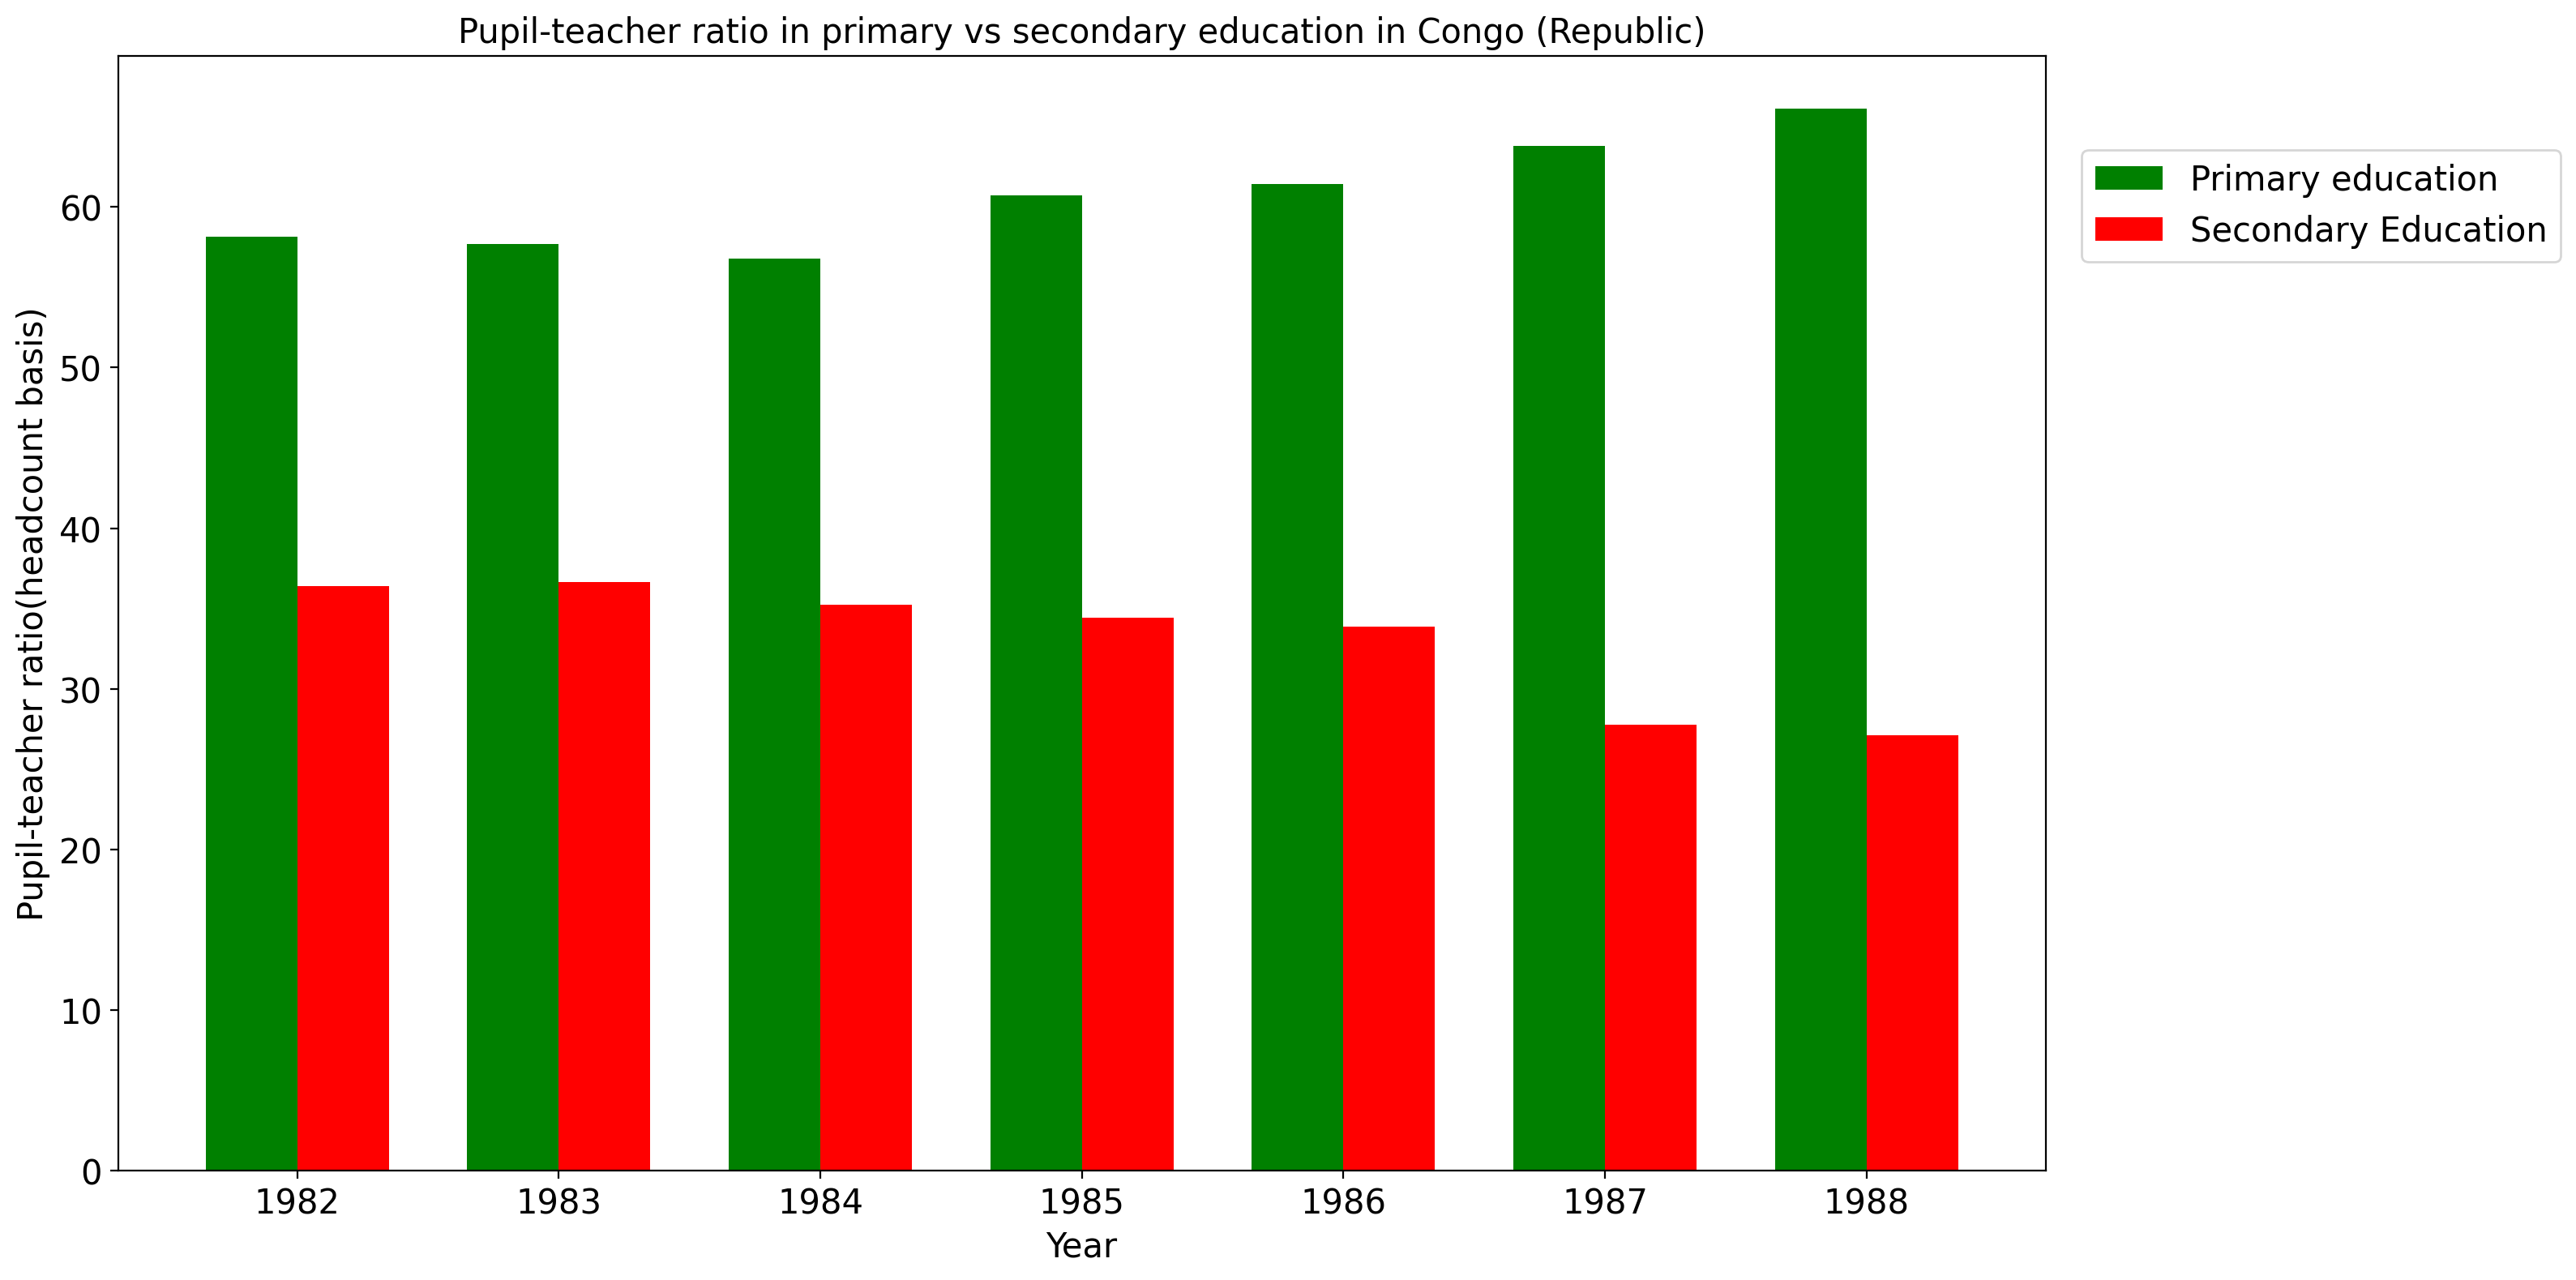 Pupil-teacher ratio in primary vs secondary education in Congo (Republic)
Primary education
Secondary Education
Pupil-teacher ratio(headcount basis)
60
50
40
30
20
10
0
1982 1983 1984 1985 1986 1987 1988
Year